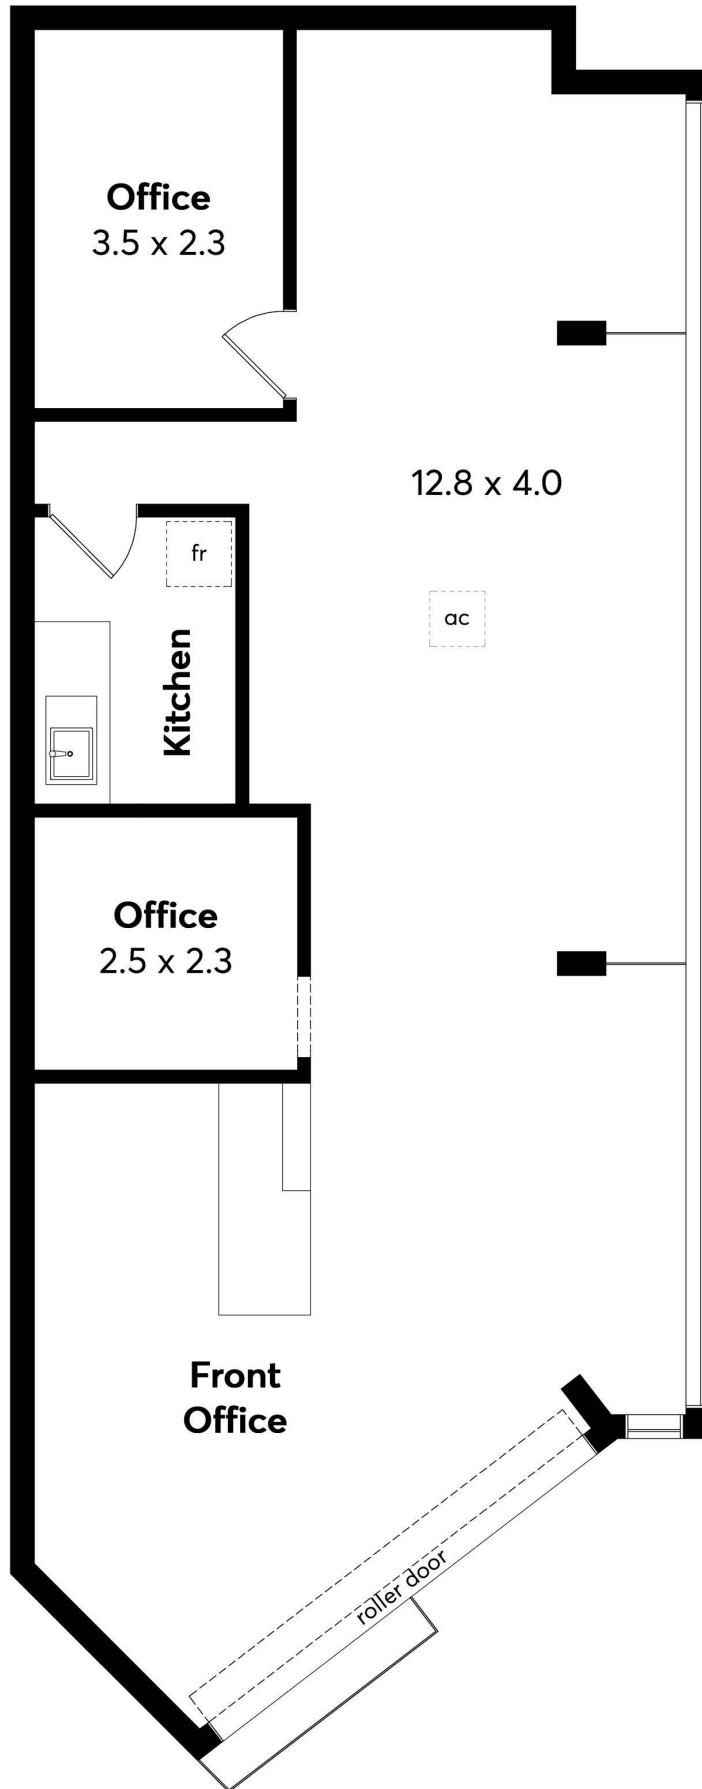 Office
3.5 x 2.3
12.8 x 4.0
fr
ac
Kitchen
Office
2.5 x 2.3
Front
Office
roller door